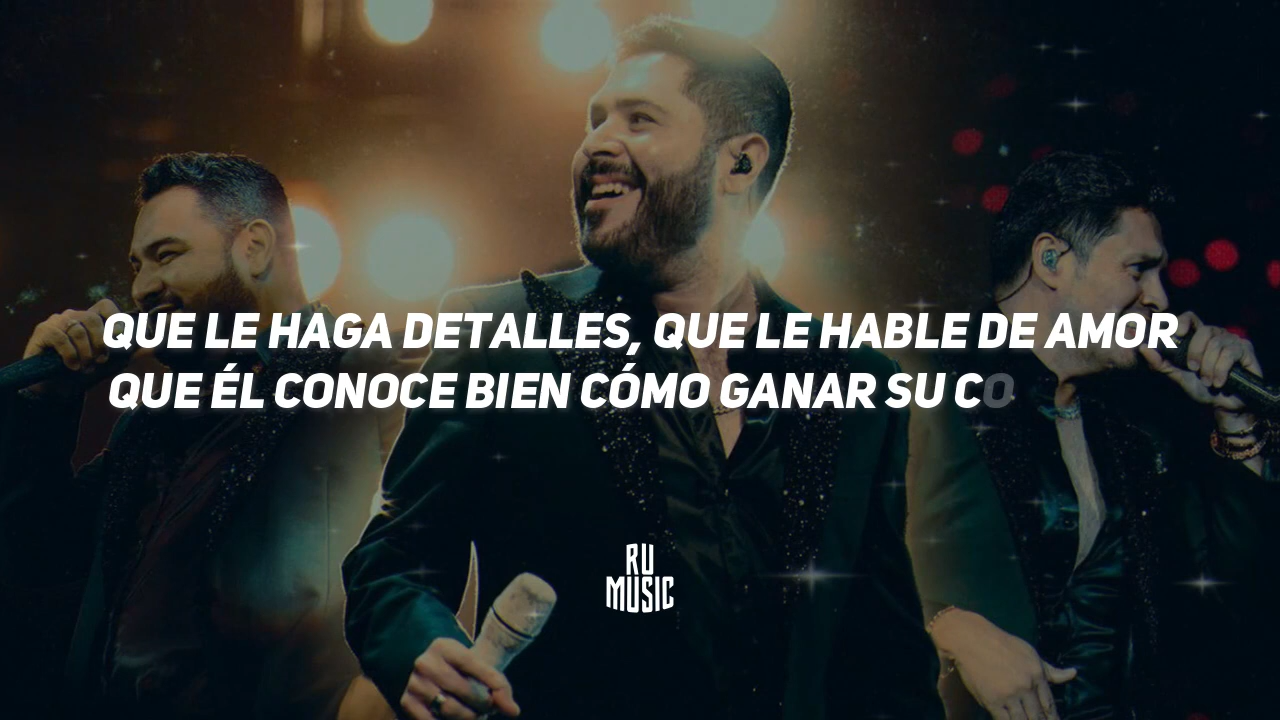 QUE LE HAGA DETALLES, QUE LE HABLE DE AMOR
QUE ÉL CONOCE BIEN CÓMO GANAR SU CO
RU
MUSIC